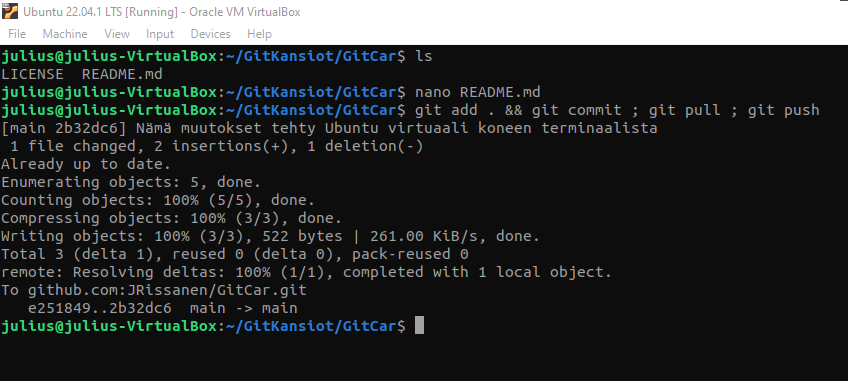 Ubuntu 22.04.1 LTS [Running] - Oracle VM VirtualBox
File Machine View Input Devices Help
julius@julius-VirtualBox:~/GitKansiot/GitCar$ ls
LICENSE  README.md
julius@julius-VirtualBox:~/GitKansiot/GitCar$ nano README.md
julius@julius-VirtualBox:~/GitKansiot/GitCar$ git add . && git commit ; git pull ; git push
[main 2b32dc6] Nämä muutokset tehty Ubuntu virtuaali koneen terminaalista
 1 file changed, 2 insertions(+), 1 deletion(-)
Already up to date.
Enumerating objects: 5, done.
Counting objects: 100% (5/5), done.
Compressing objects: 100% (3/3), done.
Writing objects: 100% (3/3), 522 bytes | 261.00 KiB/s, done.
Total 3 (delta 1), reused 0 (delta 0), pack-reused 0
remote: Resolving deltas: 100% (1/1), completed with 1 local object.
To github.com:JRissanen/GitCar.git
   e251849..2b32dc6  main -> main
julius@julius-VirtualBox:~/GitKansiot/GitCar$